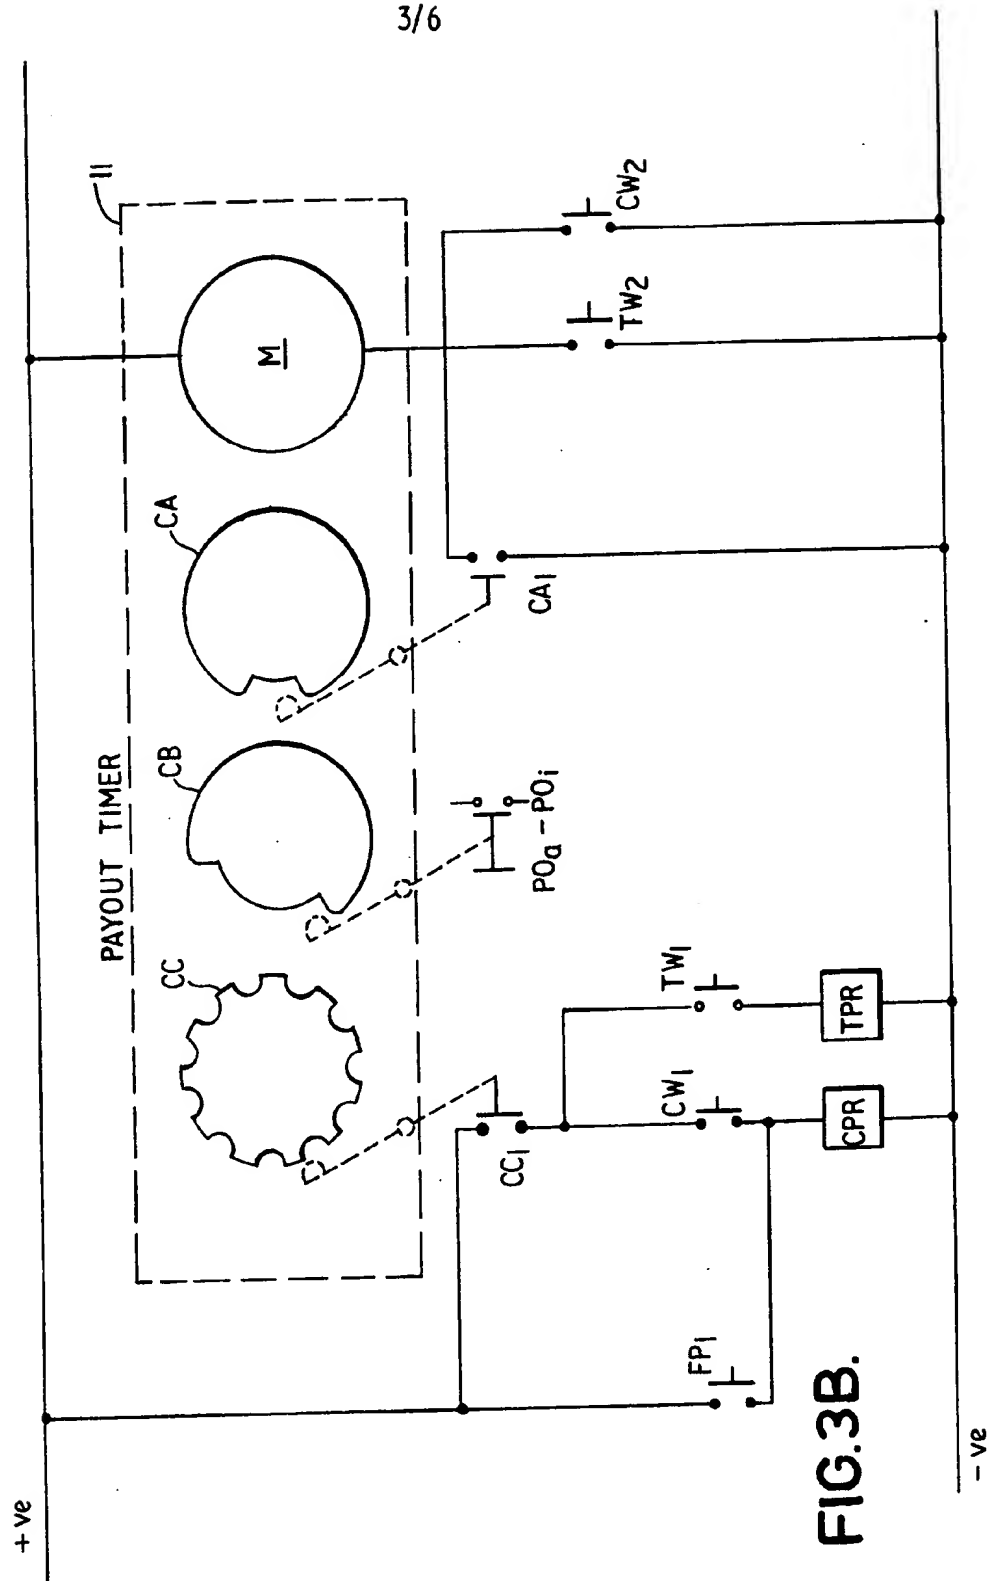 3/6
+ve
PAYOUT TIMER
11
CC
CB
CA
M
CC1
POa - POi
CA1
TW2
CW2
FP1
CW1
TW1
CPR
TPR
- ve
FIG.3B.